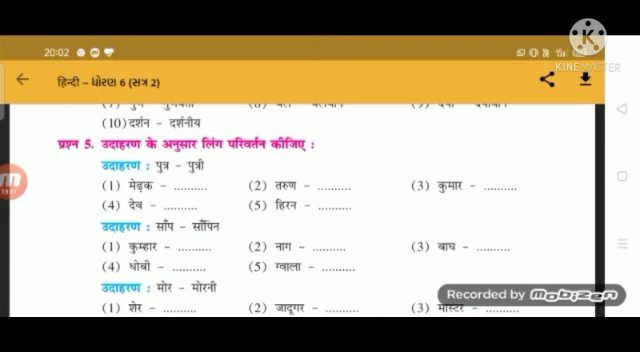 20:02
KINEMASTER
हिन्दी – ધોરણ 6 (સત્ર 2)
(10) दर्शन – दर्शनीय
प्रश्न 5. उदाहरण के अनुसार लिंग परिवर्तन कीजिए :
उदाहरण : पुत्र – पुत्री
(1) मेढ़क – .......... (2) तरुण – .......... (3) कुमार – ..........
(4) देव – .......... (5) हिरन – ..........
उदाहरण : साँप – साँपिन
(1) कुम्हार – .......... (2) नाग – .......... (3) बाघ – ..........
(4) धोबी – .......... (5) ग्वाला – ..........
Recorded by Mobizen
उदाहरण : मोर – मोरनी
(1) शेर – .......... (2) जादूगर – .......... (3) मास्टर – ..........